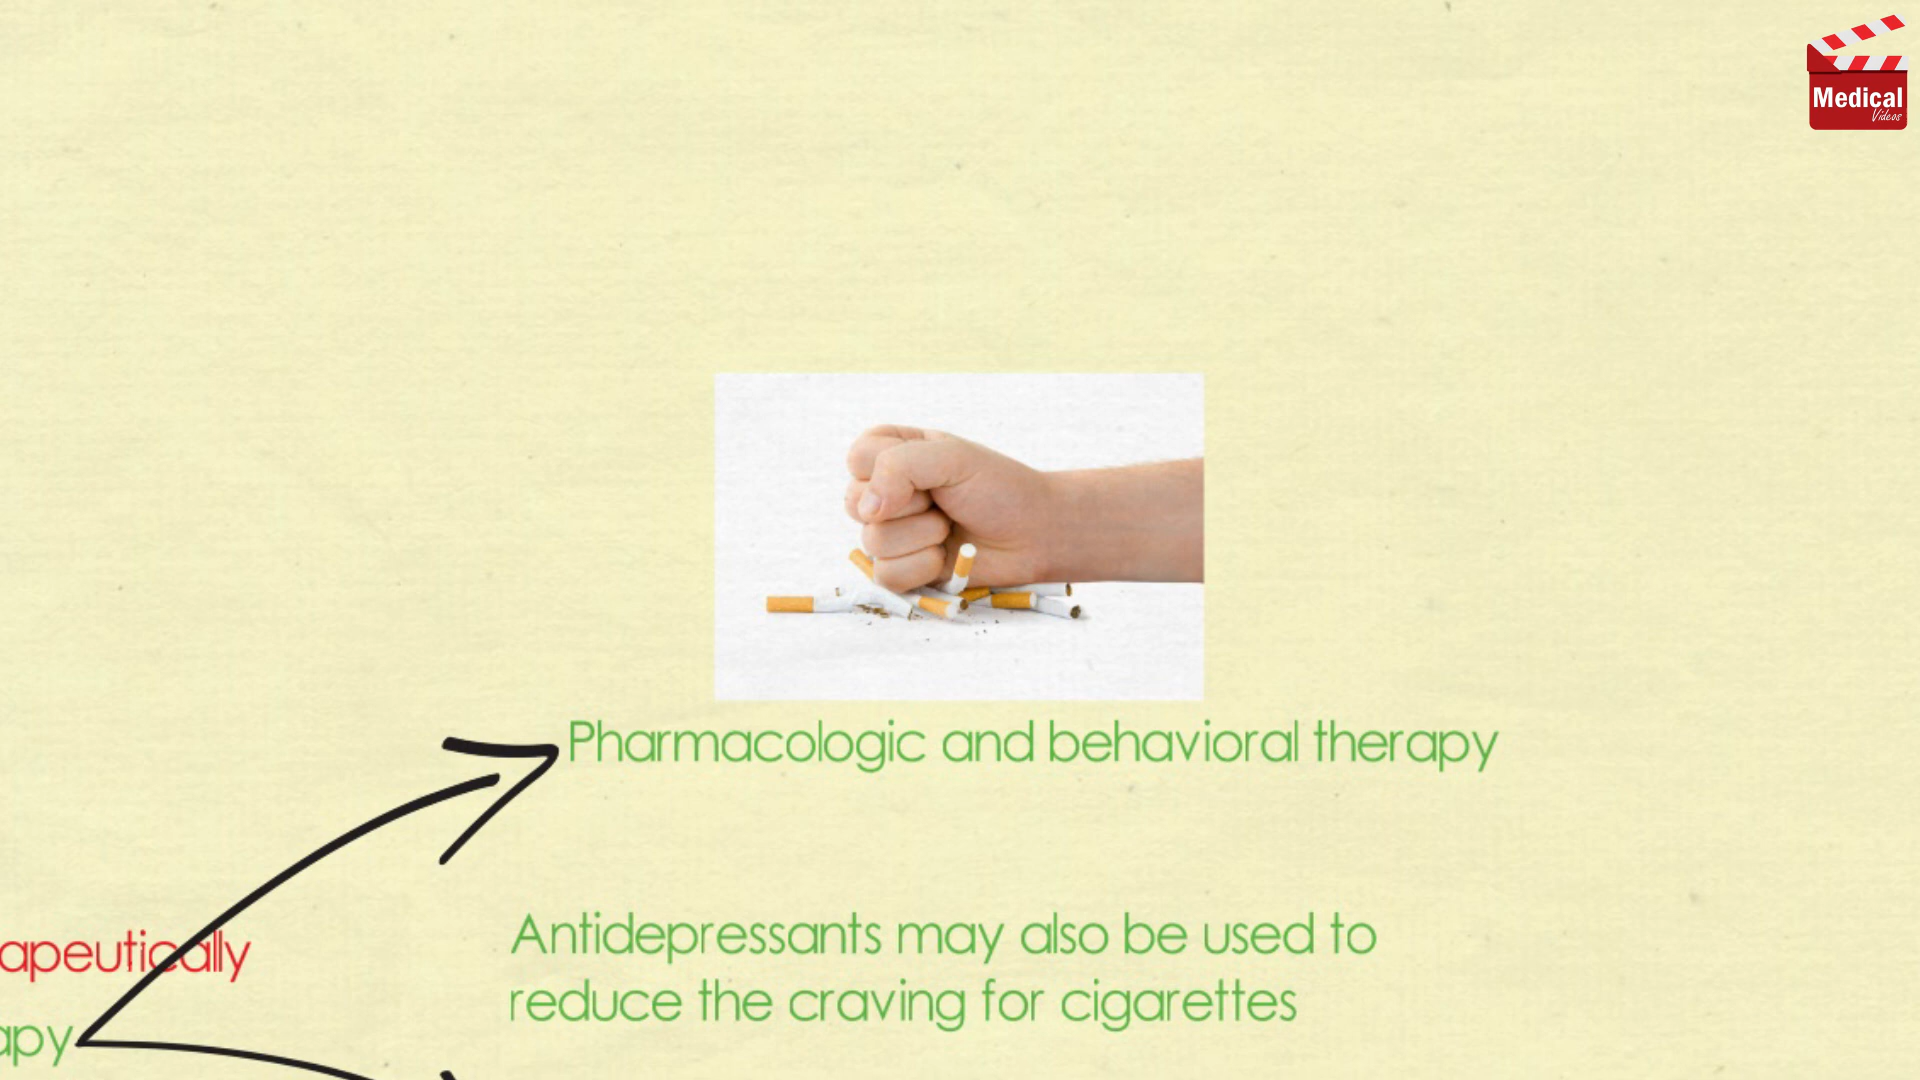 Medical
Videos
Pharmacologic and behavioral therapy
Antidepressants may also be used to
reduce the craving for cigarettes
apeutically
apy